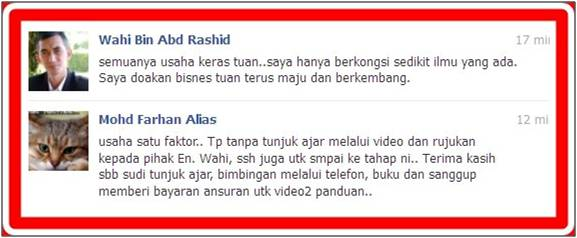 Wahi Bin Abd Rashid 17 min
semuanya usaha keras tuan..saya hanya berkongsi sedikit ilmu yang ada.
Saya doakan bisnes tuan terus maju dan berkembang.
Mohd Farhan Alias 12 mi
usaha satu faktor.. Tp tanpa tunjuk ajar melalui video dan rujukan
kepada pihak En. Wahi, ssh juga utk smpai ke tahap ni.. Terima kasih
sbb sudi tunjuk ajar, bimbingan melalui telefon, buku dan sanggup
memberi bayaran ansuran utk video2 panduan..